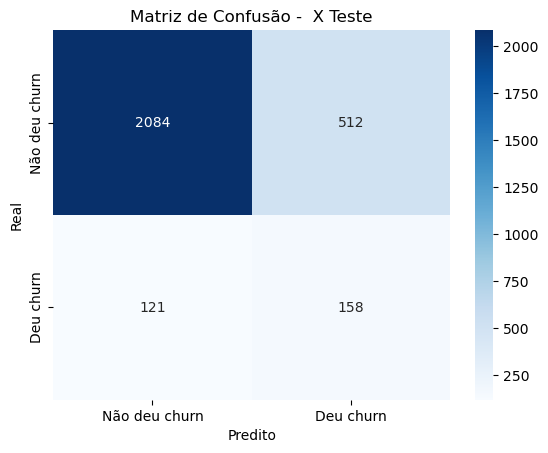 Matriz de Confusão -  X Teste
Real
Não deu churn
Deu churn
2084
512
121
158
Não deu churn
Deu churn
Predito
2000
1750
1500
1250
1000
750
500
250